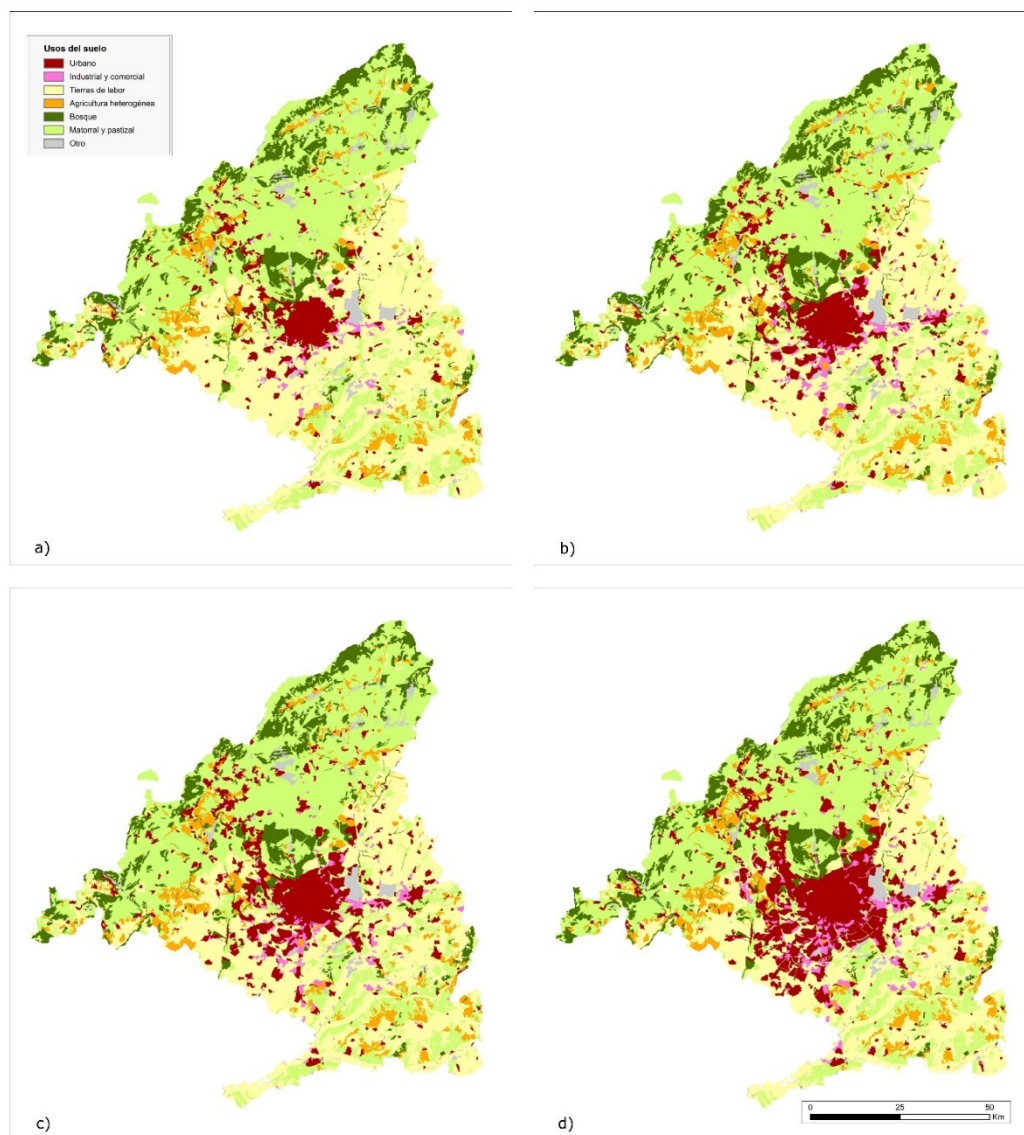 Usos del suelo
Urbano
Industrial y comercial
Tierras de labor
Agricultura heterogénea
Bosque
Matorral y pastizal
Otro
a)
b)
c)
d)
0 25 50
Km